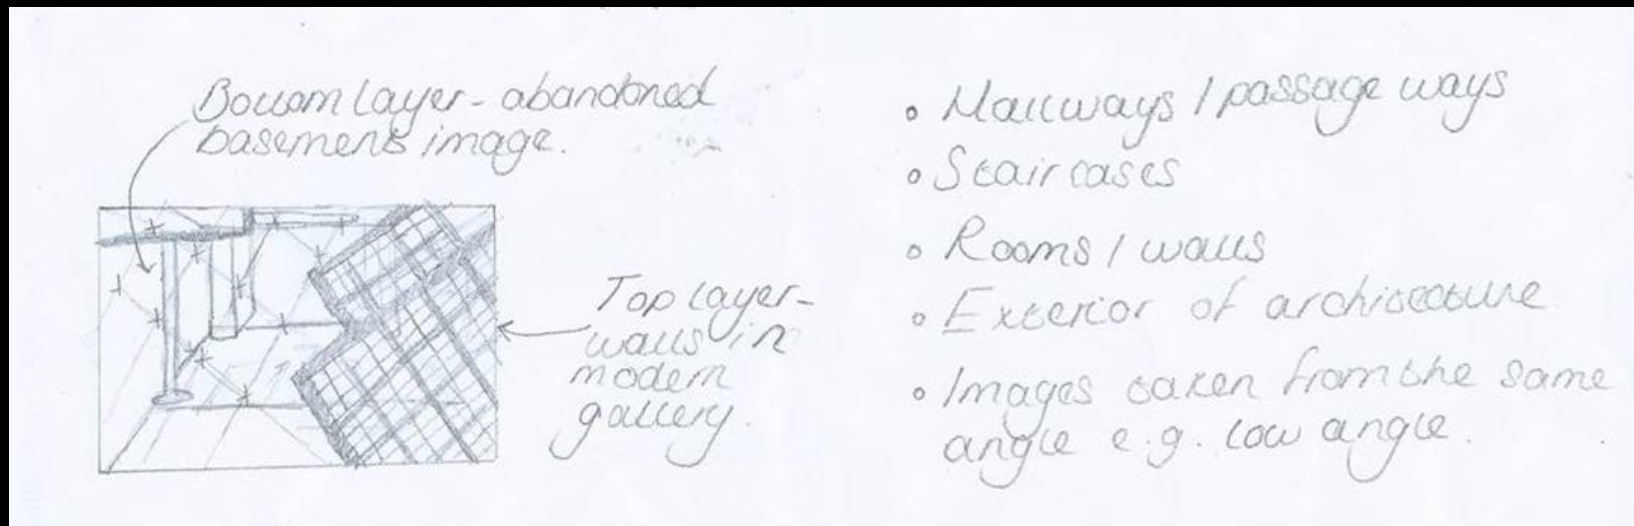 Bottom layer - abandoned
basement image.
Top layer -
walls in
modern
gallery.
• Hallways / passage ways
• Staircases
• Rooms / walls
• Exterior of architecture
• Images taken from the same
angle e.g. low angle.